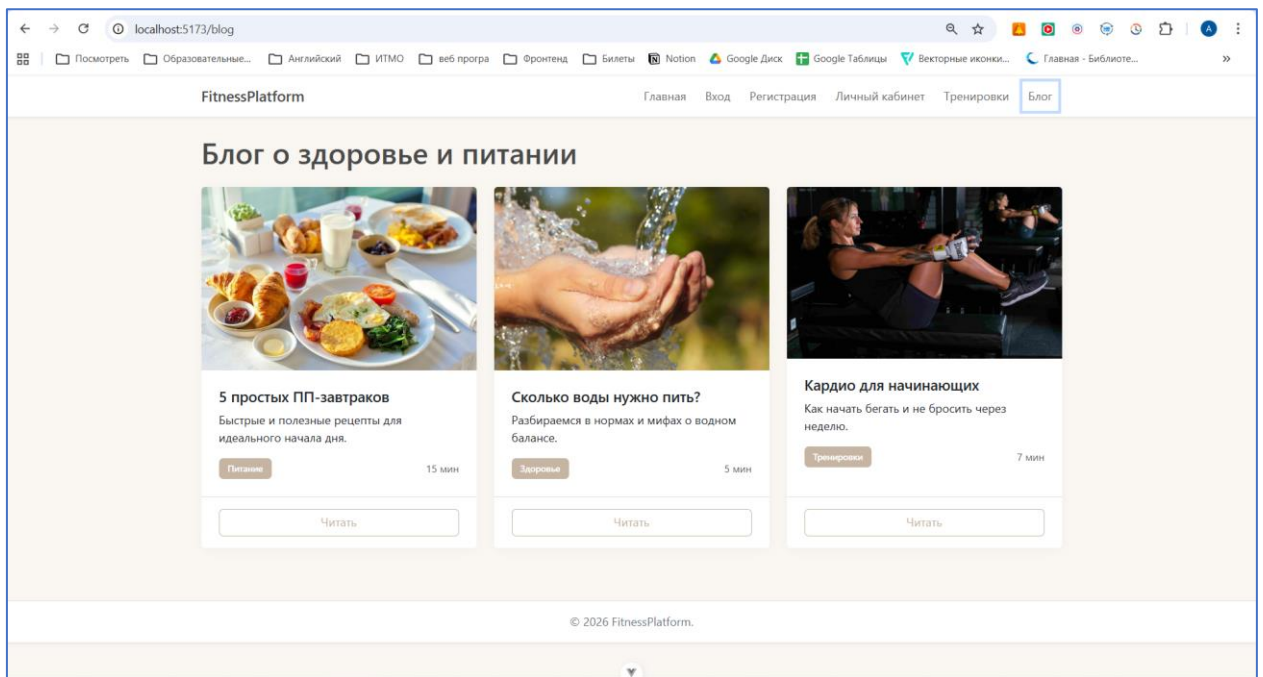 localhost:5173/blog
Посмотреть Образовательные... Английский ИТМО веб програ Фронтенд Билеты Notion Google Диск Google Таблицы Векторные иконки... Главная - Библиоте... »
FitnessPlatform Главная Вход Регистрация Личный кабинет Тренировки Блог
Блог о здоровье и питании
5 простых ПП-завтраков
Быстрые и полезные рецепты для
идеального начала дня.
Питание 15 мин
Читать
Сколько воды нужно пить?
Разбираемся в нормах и мифах о водном
балансе.
Здоровье 5 мин
Читать
Кардио для начинающих
Как начать бегать и не бросить через
неделю.
Тренировки 7 мин
Читать
© 2026 FitnessPlatform.